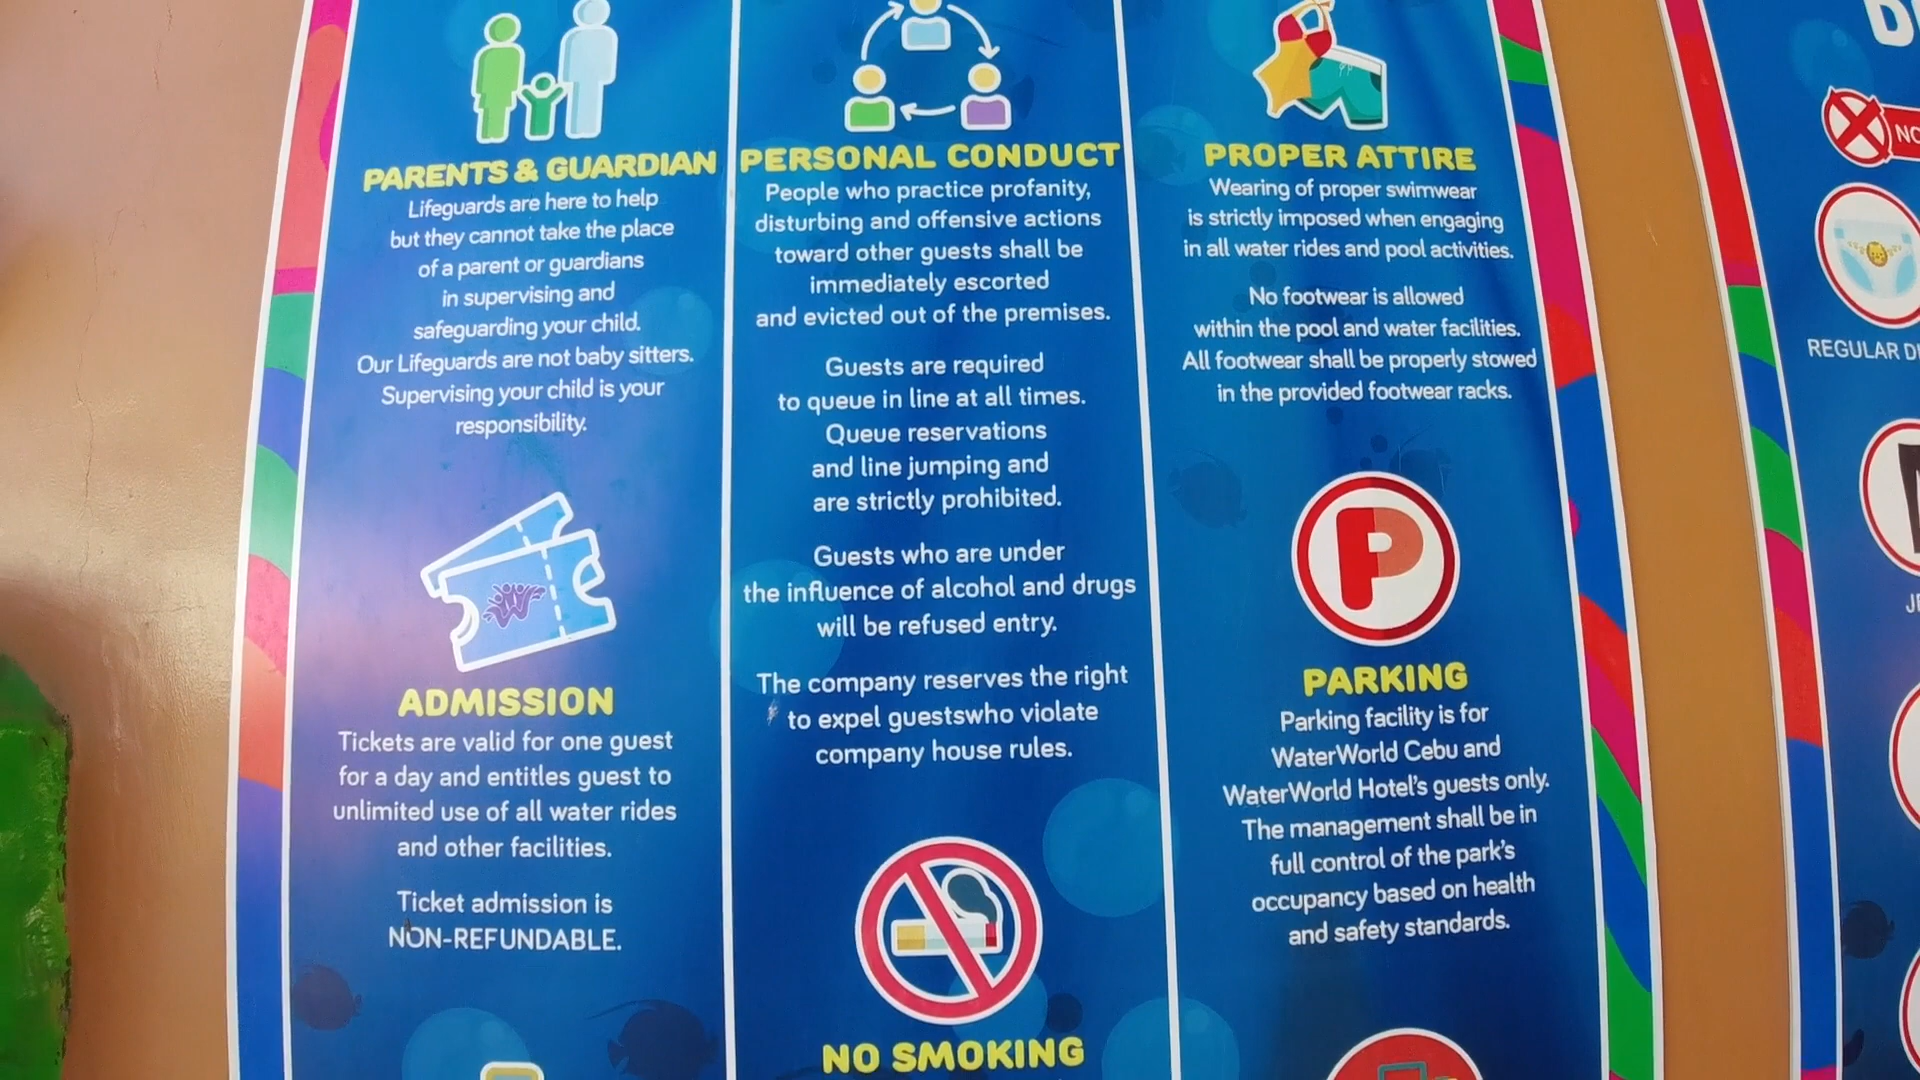 PARENTS & GUARDIAN
Lifeguards are here to help
but they cannot take the place
of a parent or guardians
in supervising and
safeguarding your child.
Our Lifeguards are not baby sitters.
Supervising your child is your
responsibility.
ADMISSION
Tickets are valid for one guest
for a day and entitles guest to
unlimited use of all water rides
and other facilities.
Ticket admission is
NON-REFUNDABLE.
PERSONAL CONDUCT
People who practice profanity,
disturbing and offensive actions
toward other guests shall be
immediately escorted
and evicted out of the premises.
Guests are required
to queue in line at all times.
Queue reservations
and line jumping and
are strictly prohibited.
Guests who are under
the influence of alcohol and drugs
will be refused entry.
The company reserves the right
to expel guestswho violate
company house rules.
NO SMOKING
PROPER ATTIRE
Wearing of proper swimwear
is strictly imposed when engaging
in all water rides and pool activities.
No footwear is allowed
within the pool and water facilities.
All footwear shall be properly stowed
in the provided footwear racks.
P
PARKING
Parking facility is for
WaterWorld Cebu and
WaterWorld Hotel's guests only.
The management shall be in
full control of the park's
occupancy based on health
and safety standards.
REGULAR